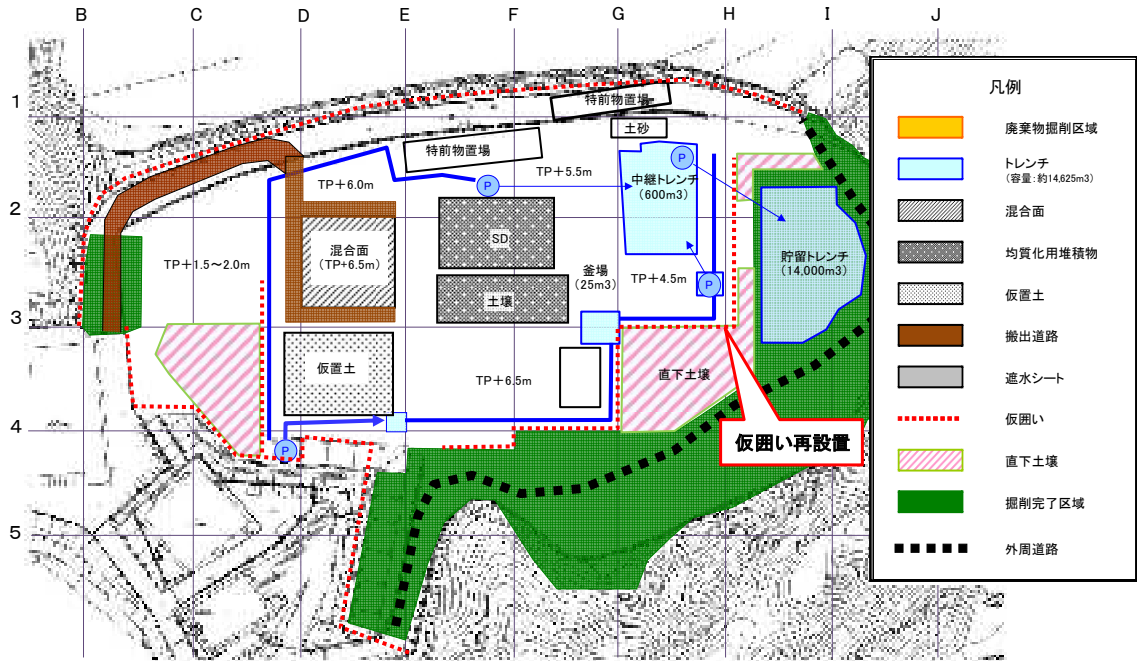 B C D E F G H I J
1
2
3
4
5
特前物置場
土砂
特前物置場
TP+5.5m
TP+6.0m
P
P
中継トレンチ
(600m3)
混合面
(TP+6.5m)
SD
TP+1.5～2.0m
釜場
(25m3)
TP+4.5m
P
貯留トレンチ
(14,000m3)
土壌
仮置土
TP+6.5m
直下土壌
P
仮囲い再設置
凡例
廃棄物掘削区域
トレンチ
(容量:約14,625m3)
混合面
均質化用堆積物
仮置土
搬出道路
遮水シート
仮囲い
直下土壌
掘削完了区域
外周道路